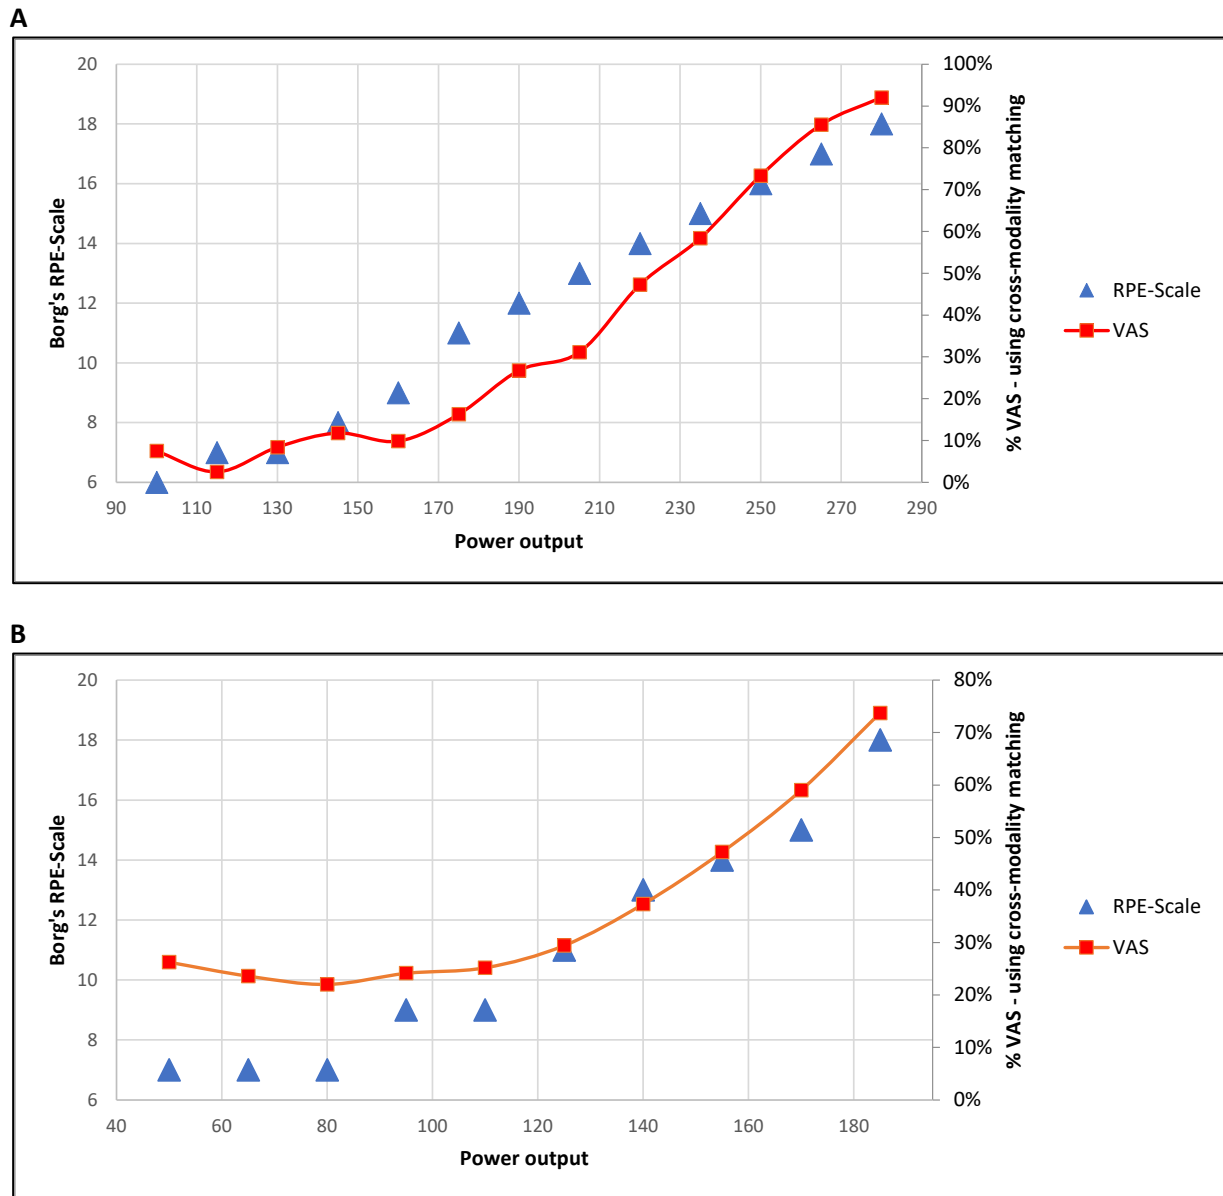 A
20
18
16
14
12
10
8
6
Borg's RPE-Scale
100%
90%
80%
70%
60%
50%
40%
30%
20%
10%
0%
% VAS - using cross-modality matching
90 110 130 150 170 190 210 230 250 270 290
Power output
RPE-Scale
VAS
B
20
18
16
14
12
10
8
6
Borg's RPE-Scale
80%
70%
60%
50%
40%
30%
20%
10%
0%
% VAS - using cross-modality matching
40 60 80 100 120 140 160 180
Power output
RPE-Scale
VAS